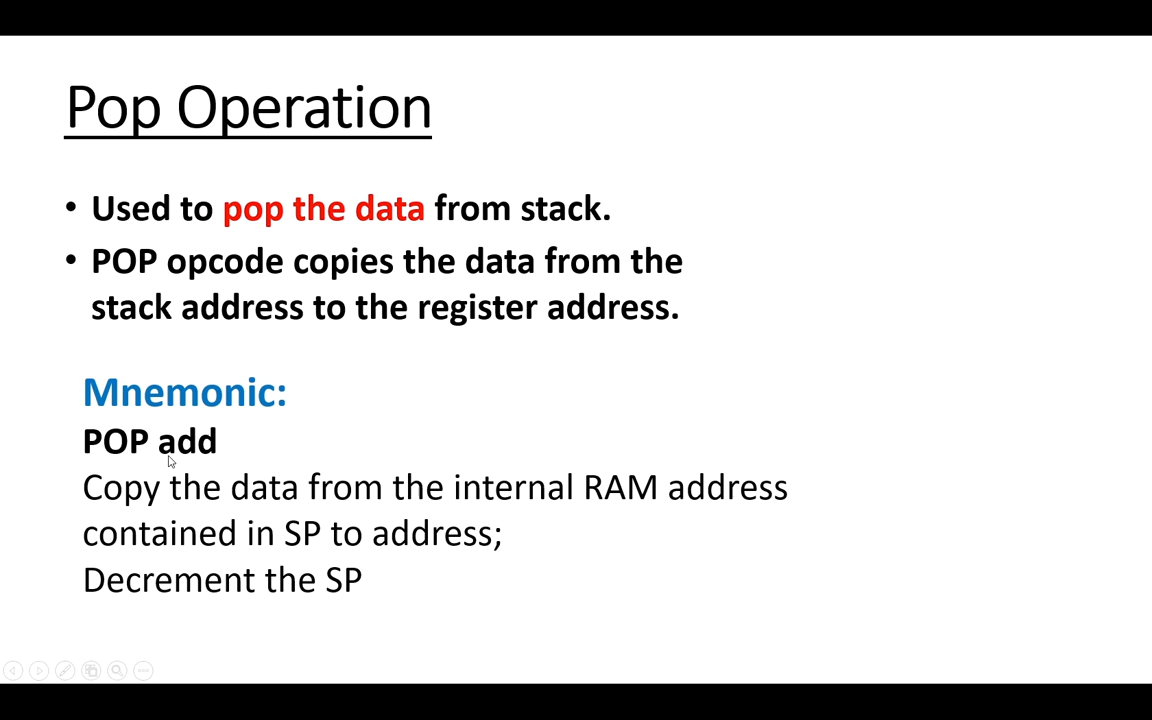 Pop Operation
• Used to pop the data from stack.
• POP opcode copies the data from the
stack address to the register address.
Mnemonic:
POP add
Copy the data from the internal RAM address
contained in SP to address;
Decrement the SP